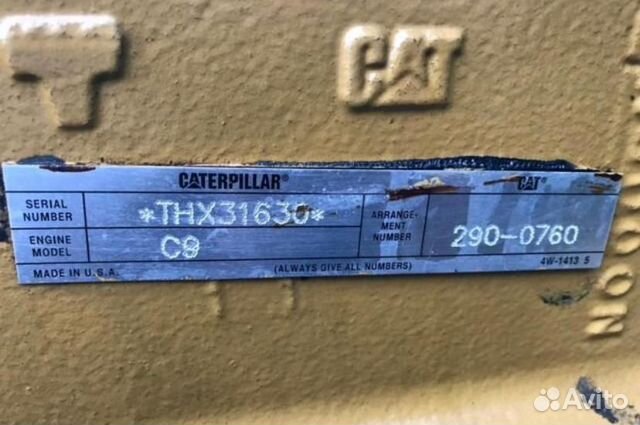 CAT
CATERPILLAR® CAT®
SERIAL NUMBER *THX31630* ARRANGE-MENT NUMBER 290-0760
ENGINE MODEL C9
MADE IN U.S.A. (ALWAYS GIVE ALL NUMBERS) 4W-1413 5
Avito